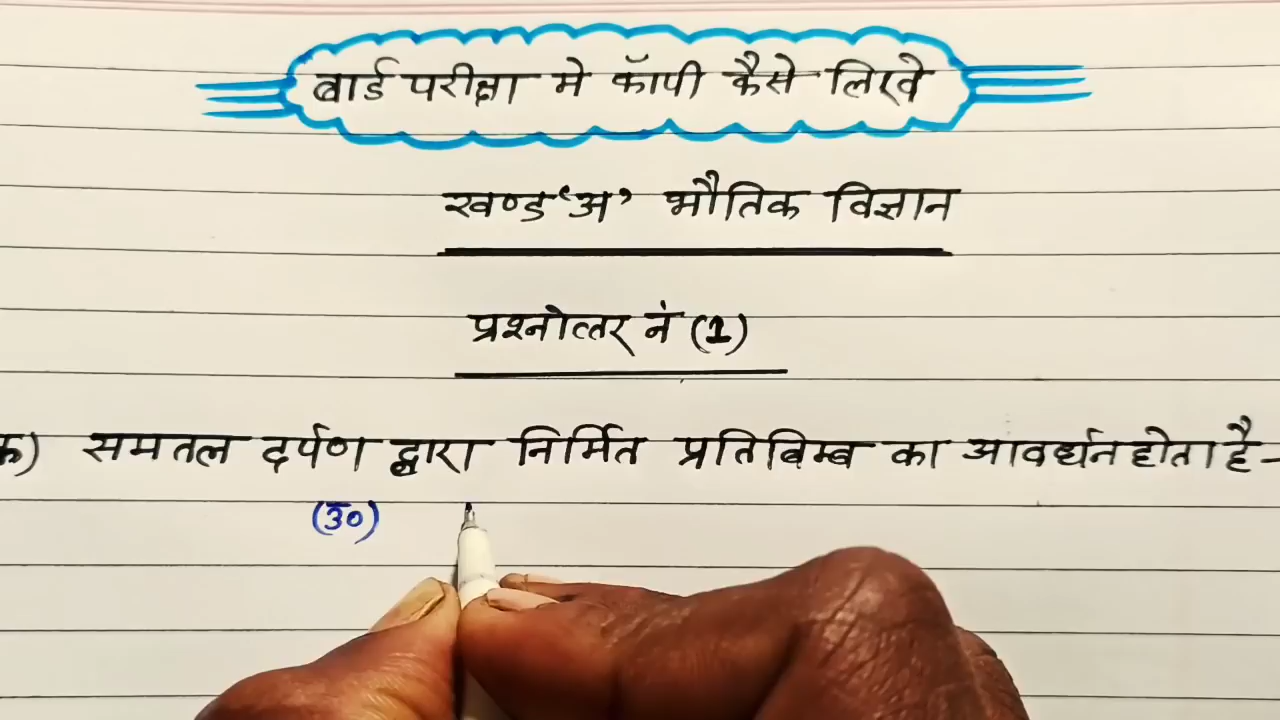 बोर्ड परीक्षा मे कॉपी कैसे लिखे
खण्ड 'अ' भौतिक विज्ञान
प्रश्नोत्तर नं (1)
क) समतल दर्पण द्वारा निर्मित प्रतिबिम्ब का आवर्धन होता है-
(उ०)